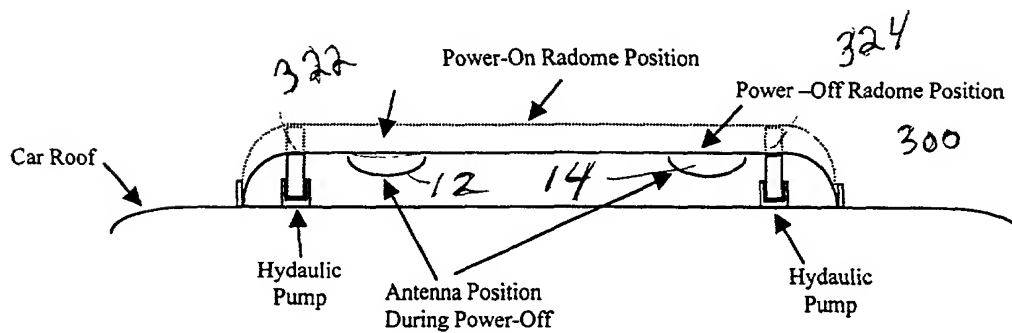 322
324
Power-On Radome Position
Power –Off Radome Position
300
Car Roof
12
14
Hydaulic
Pump
Antenna Position
During Power-Off
Hydaulic
Pump